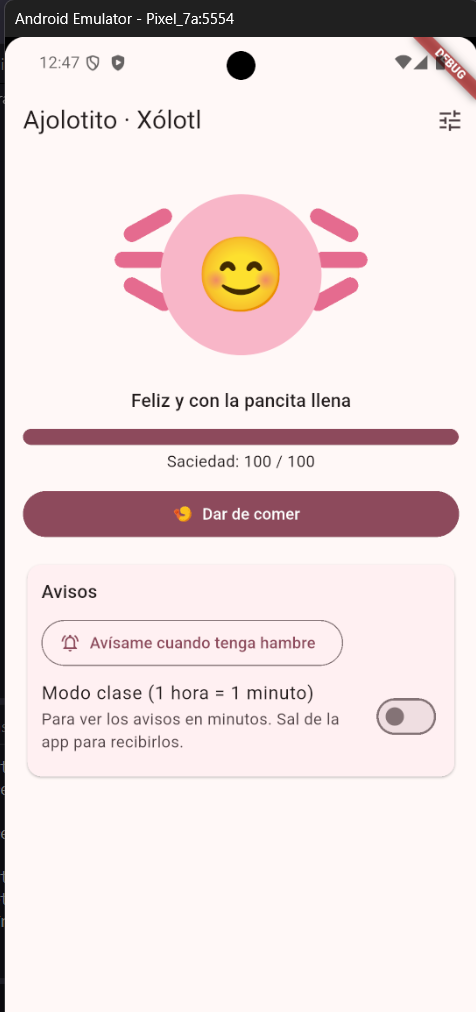 Android Emulator - Pixel_7a:5554
12:47
DEBUG
Ajolotito · Xólotl
Feliz y con la pancita llena
Saciedad: 100 / 100
Dar de comer
Avisos
Avísame cuando tenga hambre
Modo clase (1 hora = 1 minuto)
Para ver los avisos en minutos. Sal de la
app para recibirlos.